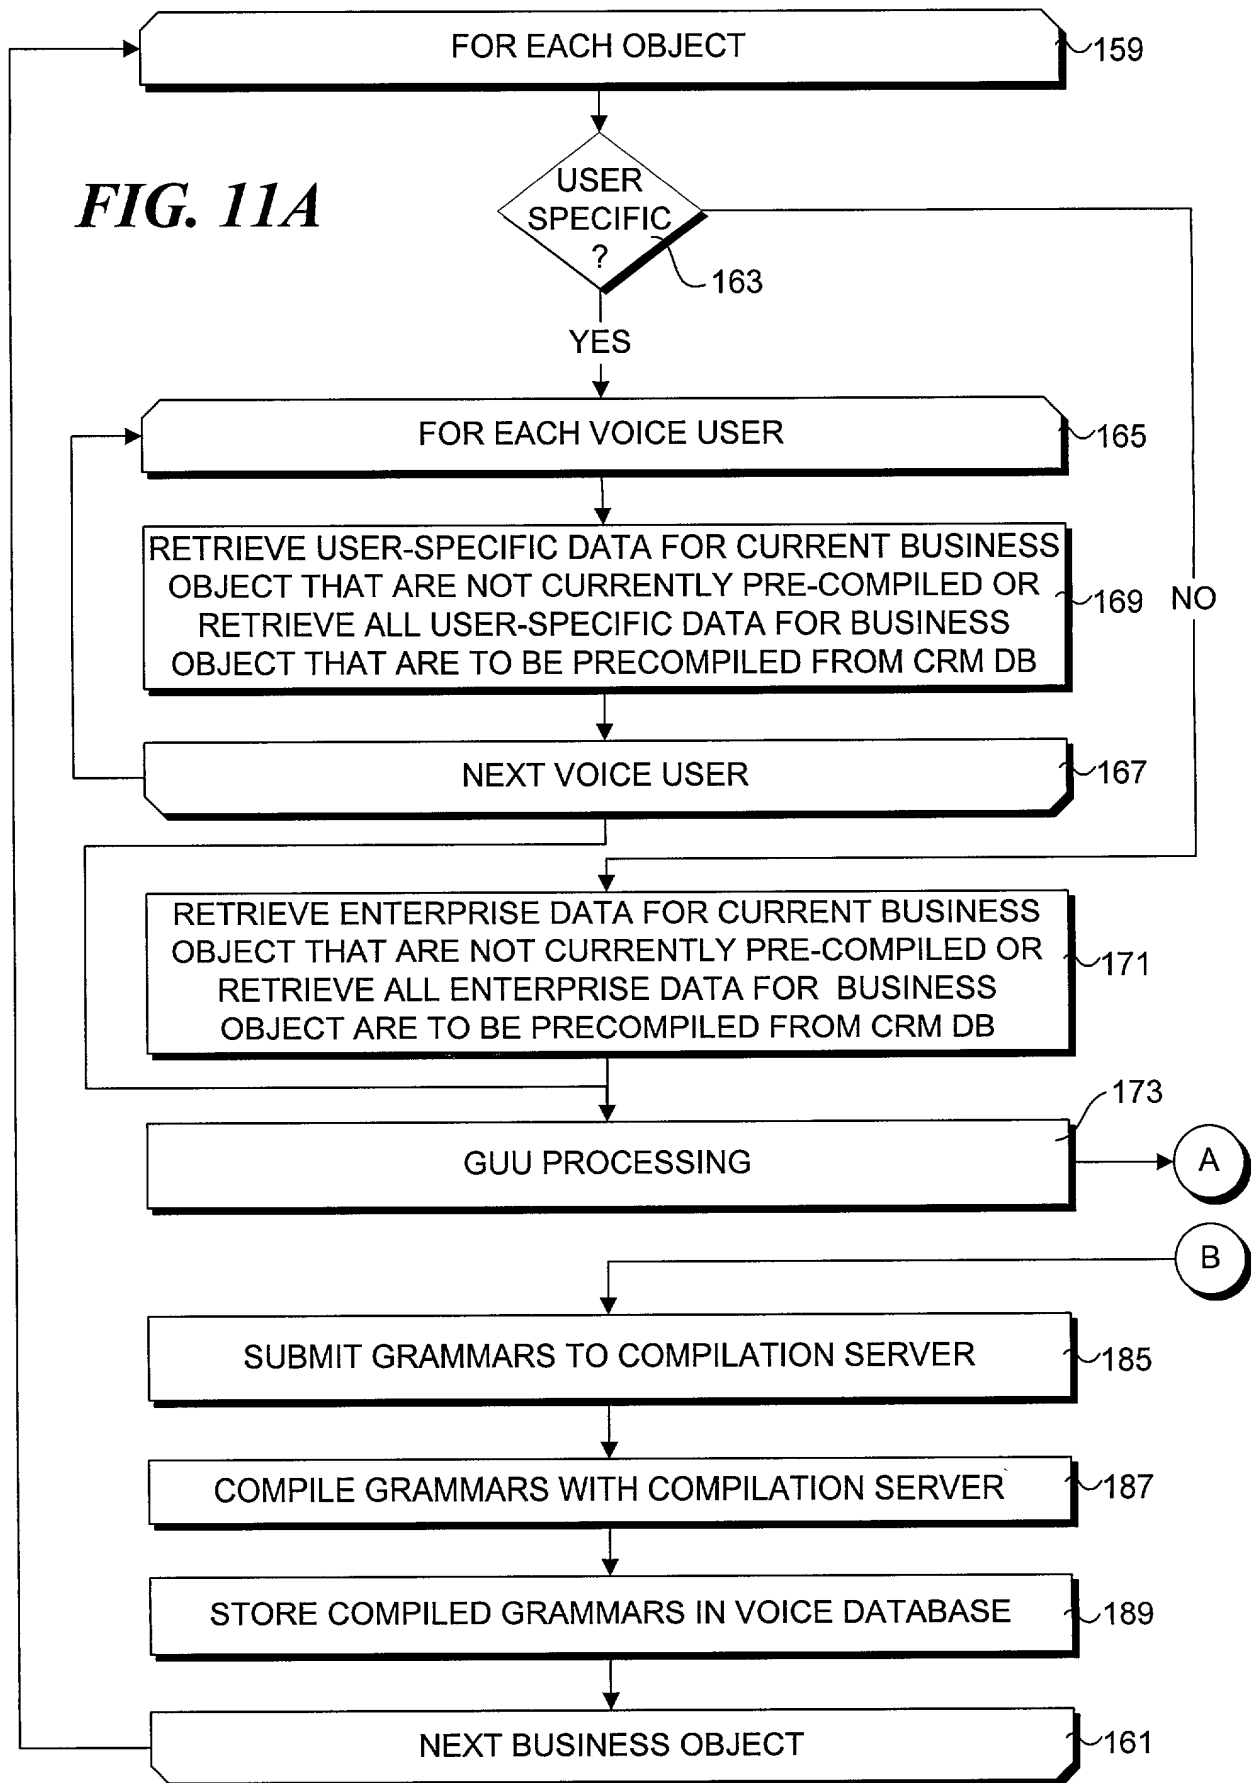 FOR EACH OBJECT
159
FIG. 11A
USER
SPECIFIC
?
163
YES
FOR EACH VOICE USER
165
RETRIEVE USER-SPECIFIC DATA FOR CURRENT BUSINESS
OBJECT THAT ARE NOT CURRENTLY PRE-COMPILED OR
RETRIEVE ALL USER-SPECIFIC DATA FOR BUSINESS
OBJECT THAT ARE TO BE PRECOMPILED FROM CRM DB
169
NO
NEXT VOICE USER
167
RETRIEVE ENTERPRISE DATA FOR CURRENT BUSINESS
OBJECT THAT ARE NOT CURRENTLY PRE-COMPILED OR
RETRIEVE ALL ENTERPRISE DATA FOR BUSINESS
OBJECT ARE TO BE PRECOMPILED FROM CRM DB
171
173
GUU PROCESSING
A
B
SUBMIT GRAMMARS TO COMPILATION SERVER
185
COMPILE GRAMMARS WITH COMPILATION SERVER
187
STORE COMPILED GRAMMARS IN VOICE DATABASE
189
NEXT BUSINESS OBJECT
161